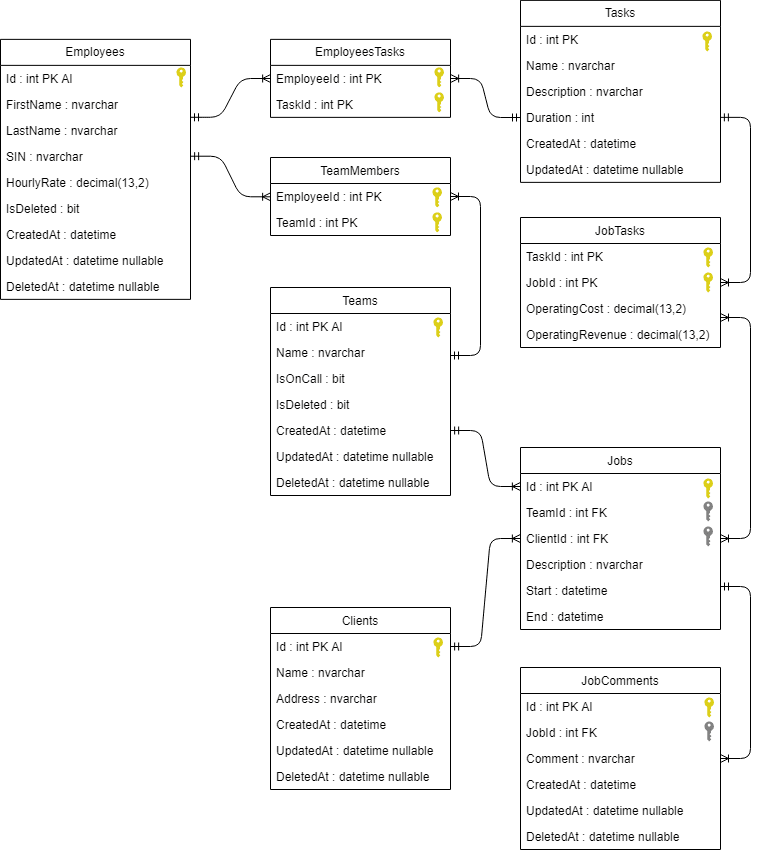 Employees
Id : int PK AI
FirstName : nvarchar
LastName : nvarchar
SIN : nvarchar
HourlyRate : decimal(13,2)
IsDeleted : bit
CreatedAt : datetime
UpdatedAt : datetime nullable
DeletedAt : datetime nullable
EmployeesTasks
EmployeeId : int PK
TaskId : int PK
TeamMembers
EmployeeId : int PK
TeamId : int PK
Teams
Id : int PK AI
Name : nvarchar
IsOnCall : bit
IsDeleted : bit
CreatedAt : datetime
UpdatedAt : datetime nullable
DeletedAt : datetime nullable
Clients
Id : int PK AI
Name : nvarchar
Address : nvarchar
CreatedAt : datetime
UpdatedAt : datetime nullable
DeletedAt : datetime nullable
Tasks
Id : int PK
Name : nvarchar
Description : nvarchar
Duration : int
CreatedAt : datetime
UpdatedAt : datetime nullable
JobTasks
TaskId : int PK
JobId : int PK
OperatingCost : decimal(13,2)
OperatingRevenue : decimal(13,2)
Jobs
Id : int PK AI
TeamId : int FK
ClientId : int FK
Description : nvarchar
Start : datetime
End : datetime
JobComments
Id : int PK AI
JobId : int FK
Comment : nvarchar
CreatedAt : datetime
UpdatedAt : datetime nullable
DeletedAt : datetime nullable